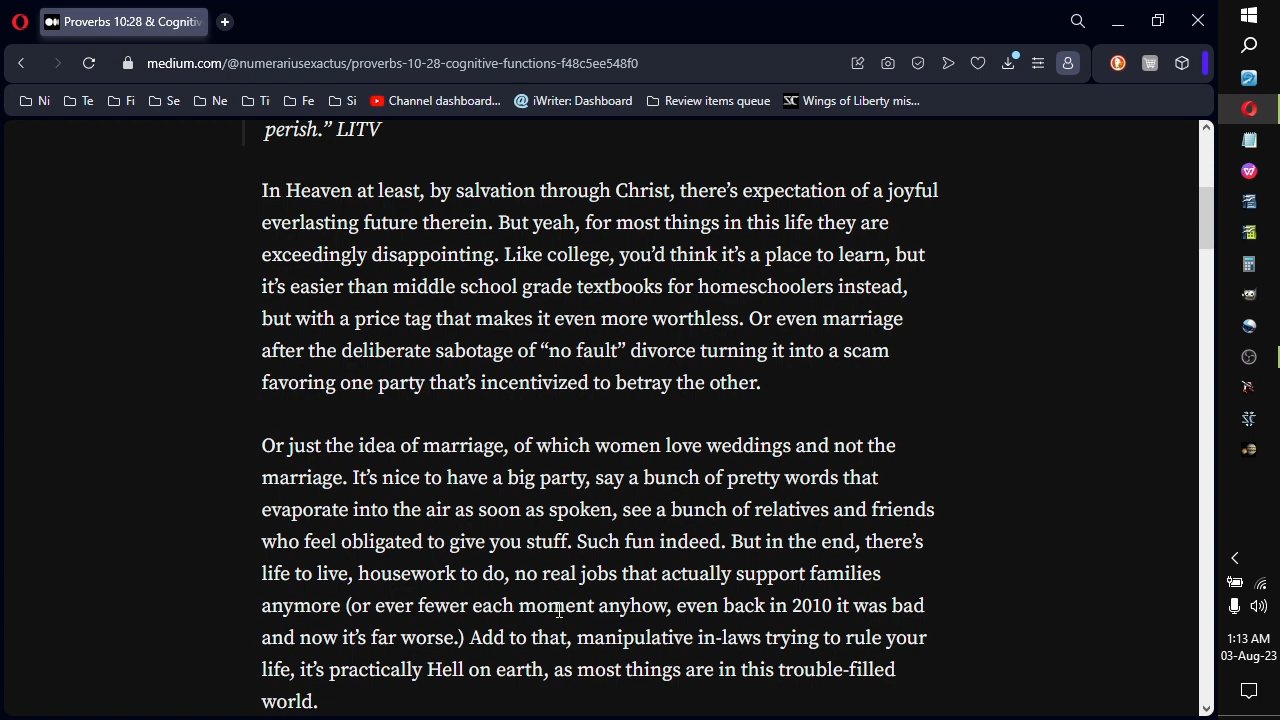 Proverbs 10:28 & Cognitiv
medium.com/@numerariusexactus/proverbs-10-28-cognitive-functions-f48c5ee548f0
Ni Te Fi Se Ne Ti Fe Si Channel dashboard... iWriter: Dashboard Review items queue Wings of Liberty mis...
perish.” LITV
In Heaven at least, by salvation through Christ, there’s expectation of a joyful
everlasting future therein. But yeah, for most things in this life they are
exceedingly disappointing. Like college, you’d think it’s a place to learn, but
it’s easier than middle school grade textbooks for homeschoolers instead,
but with a price tag that makes it even more worthless. Or even marriage
after the deliberate sabotage of “no fault” divorce turning it into a scam
favoring one party that’s incentivized to betray the other.
Or just the idea of marriage, of which women love weddings and not the
marriage. It’s nice to have a big party, say a bunch of pretty words that
evaporate into the air as soon as spoken, see a bunch of relatives and friends
who feel obligated to give you stuff. Such fun indeed. But in the end, there’s
life to live, housework to do, no real jobs that actually support families
anymore (or ever fewer each moment anyhow, even back in 2010 it was bad
and now it’s far worse.) Add to that, manipulative in-laws trying to rule your
life, it’s practically Hell on earth, as most things are in this trouble-filled
world.
1:13 AM
03-Aug-23